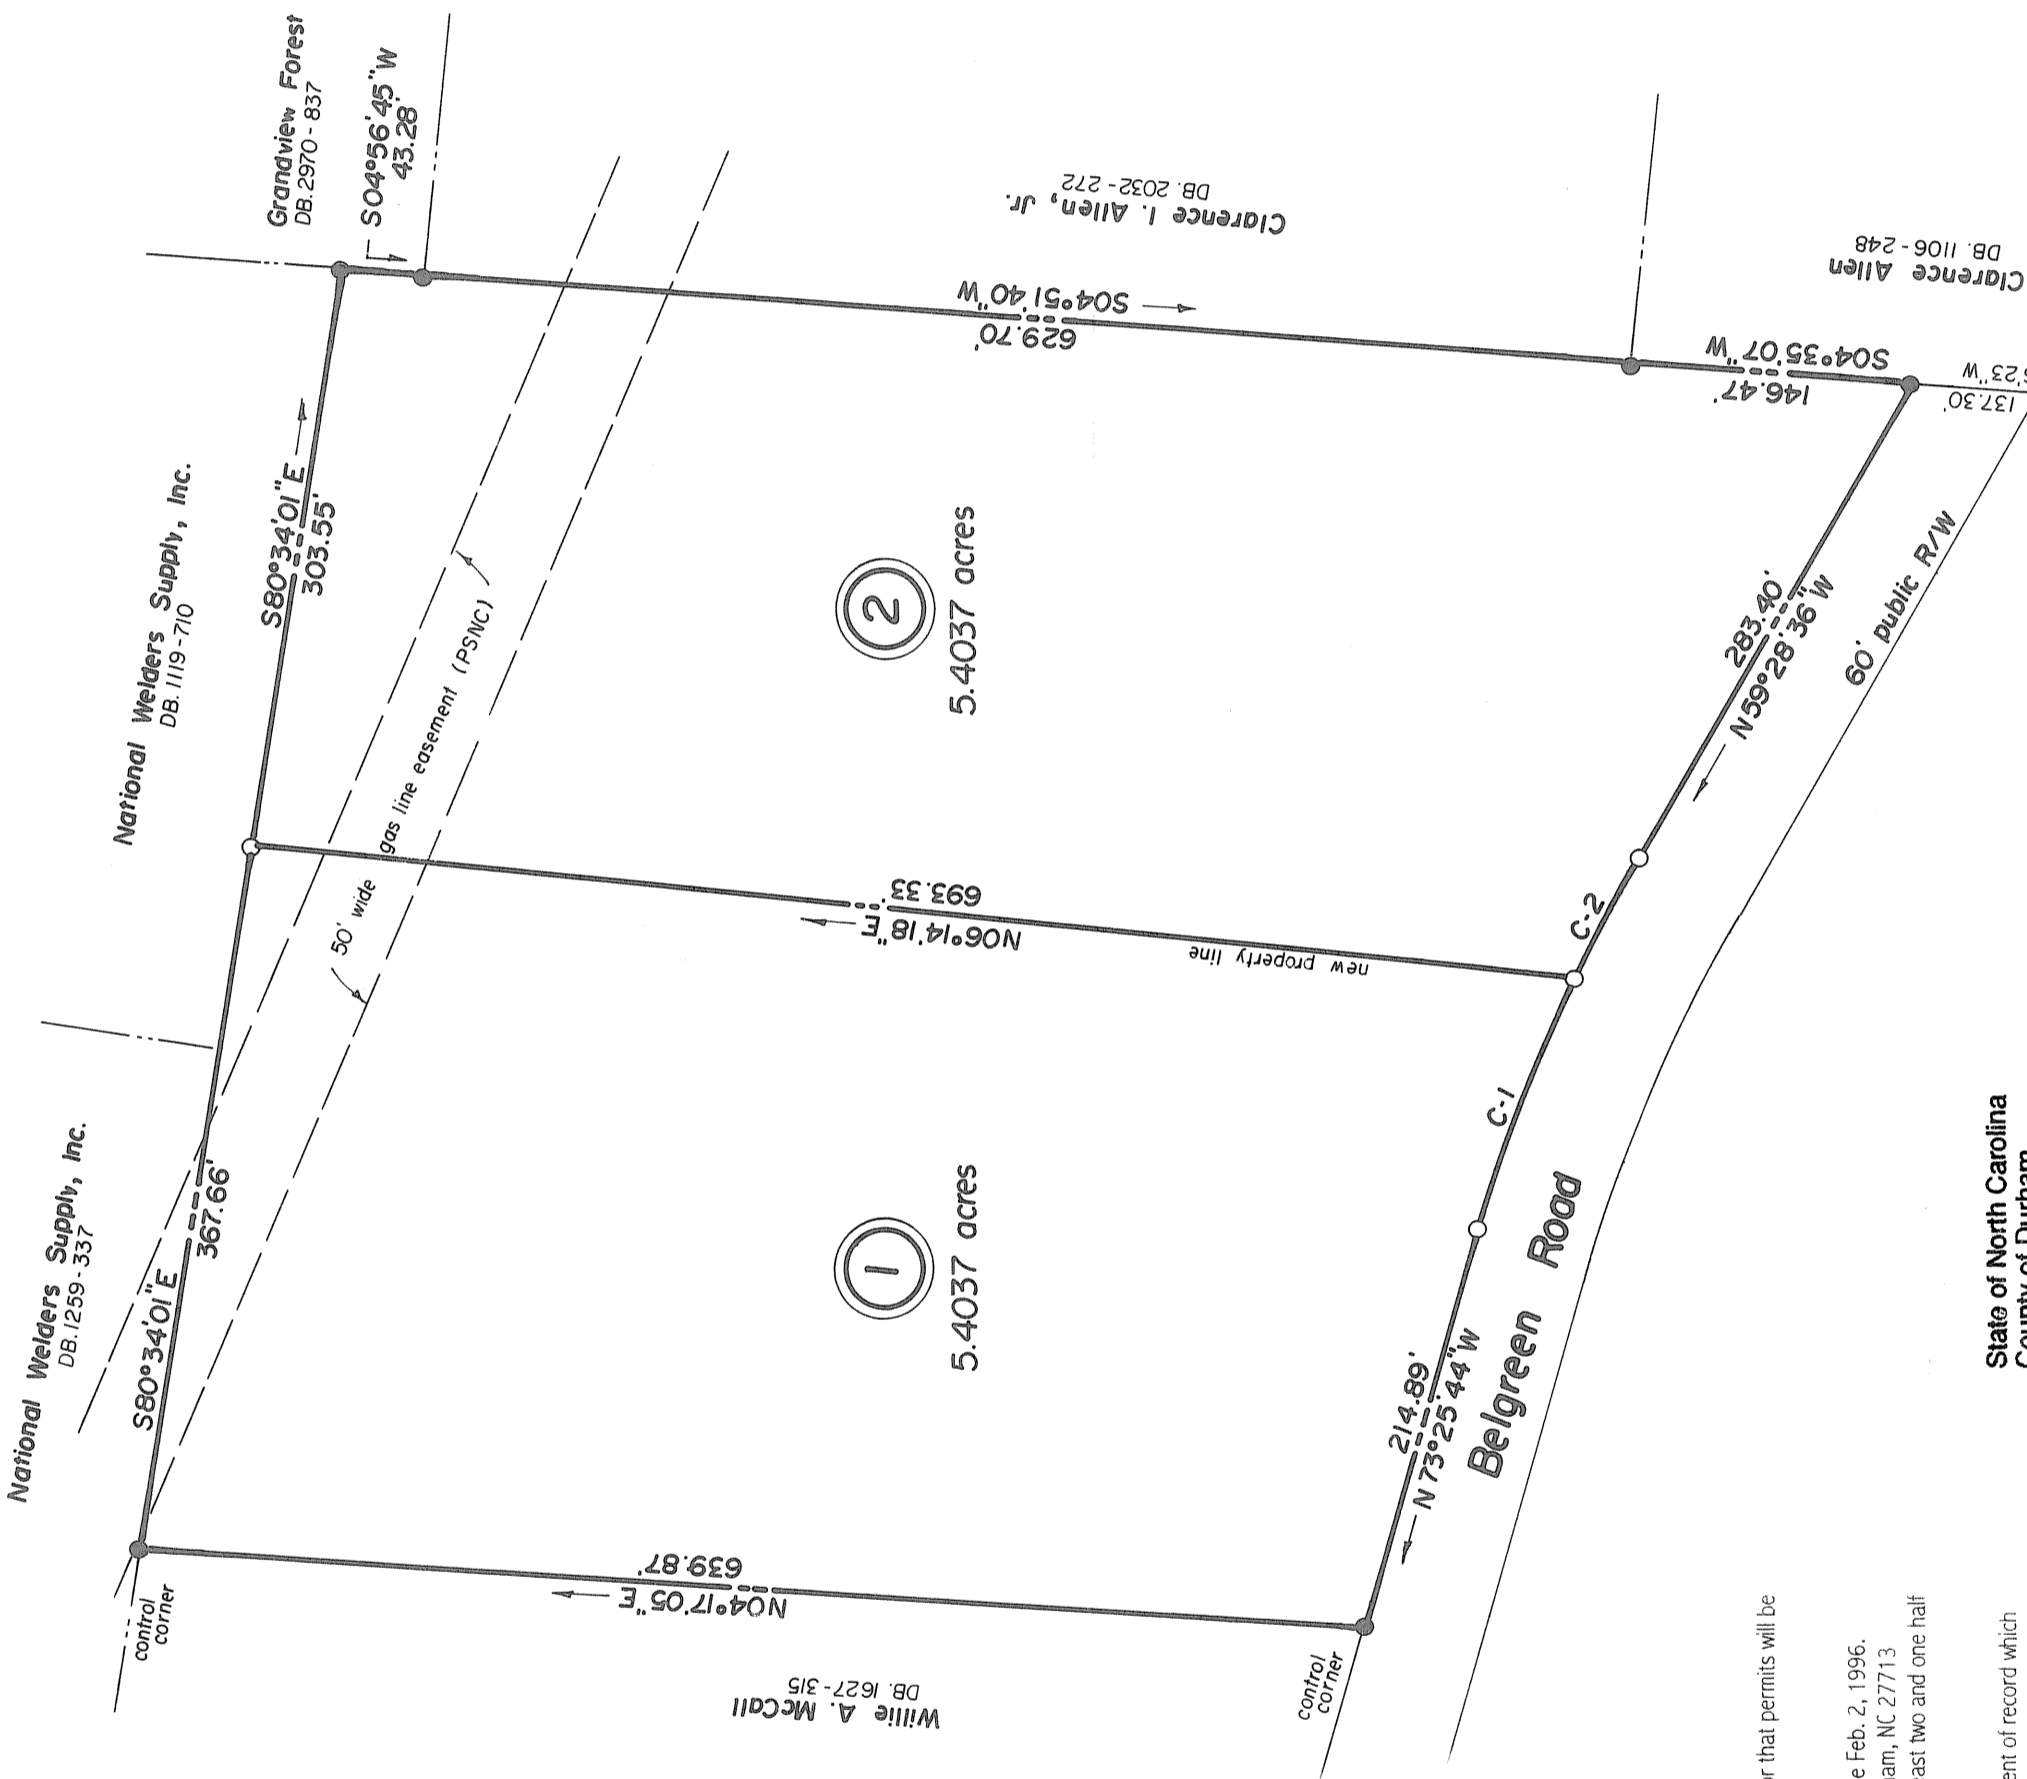 Grandview Forest
DB. 2970 - 837
S04°56'45"W
43.28'
National Welders Supply, Inc.
DB. 1119 - 710
S80°34'01"E
303.55'
National Welders Supply, Inc.
DB. 1259 - 337
S80°34'01"E
367.66'
control
corner
50' wide gas line easement (PSNC)
Clarence I. Allen, Jr.
DB. 2032 - 272
S04°51'40"W
629.70'
Clarence Allen
DB. 1106 - 248
S04°35'07"W
146.47'
'23"W
137.30'
2
5.4037 acres
N06°14'18"E
693.33'
new property line
1
5.4037 acres
N04°17'05"E
639.87'
Willie A. McCall
DB. 1627 - 315
283.40'
N59°28'36"W
60' public R/W
C-2
C-1
214.89'
N73°25'44"W
Belgreen Road
control
corner
State of North Carolina
County of Durham
that permits will be
Feb. 2, 1996.
NC 27713
two and one half
of record which